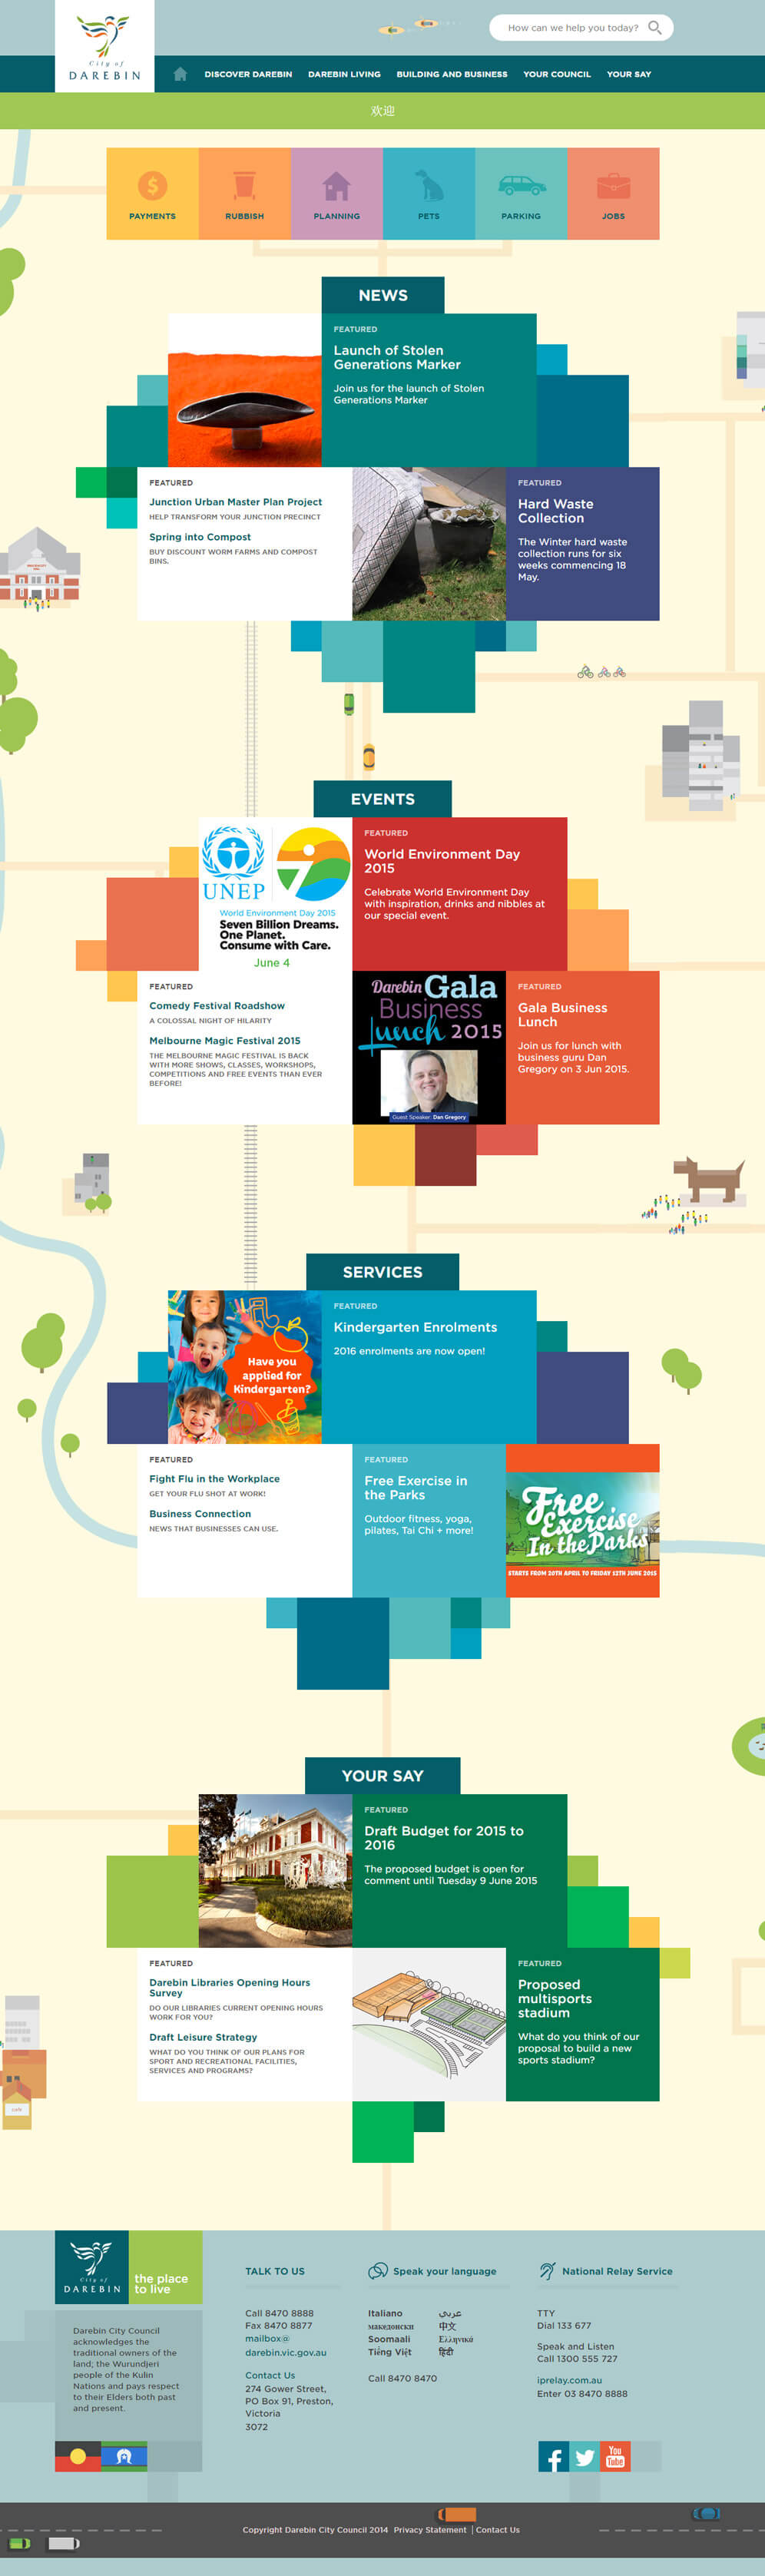 City of
DAREBIN
How can we help you today?
DISCOVER DAREBIN
DAREBIN LIVING
BUILDING AND BUSINESS
YOUR COUNCIL
YOUR SAY
欢迎
PAYMENTS
RUBBISH
PLANNING
PETS
PARKING
JOBS
NEWS
FEATURED
Launch of Stolen
Generations Marker
Join us for the launch of Stolen
Generations Marker
FEATURED
Junction Urban Master Plan Project
HELP TRANSFORM YOUR JUNCTION PRECINCT
Spring into Compost
BUY DISCOUNT WORM FARMS AND COMPOST
BINS.
FEATURED
Hard Waste
Collection
The Winter hard waste
collection runs for six
weeks commencing 18
May.
EVENTS
UNEP
World Environment Day 2015
Seven Billion Dreams.
One Planet.
Consume with Care.
June 4
FEATURED
World Environment Day
2015
Celebrate World Environment Day
with inspiration, drinks and nibbles at
our special event.
FEATURED
Comedy Festival Roadshow
A COLOSSAL NIGHT OF HILARITY
Melbourne Magic Festival 2015
THE MELBOURNE MAGIC FESTIVAL IS BACK
WITH MORE SHOWS, CLASSES, WORKSHOPS,
COMPETITIONS AND FREE EVENTS THAN EVER
BEFORE!
Darebin Gala
Business
Lunch 2015
Guest Speaker: Dan Gregory
FEATURED
Gala Business
Lunch
Join us for lunch with
business guru Dan
Gregory on 3 Jun 2015.
SERVICES
Have you
applied for
Kindergarten?
FEATURED
Kindergarten Enrolments
2016 enrolments are now open!
FEATURED
Fight Flu in the Workplace
GET YOUR FLU SHOT AT WORK!
Business Connection
NEWS THAT BUSINESSES CAN USE.
FEATURED
Free Exercise in
the Parks
Outdoor fitness, yoga,
pilates, Tai Chi + more!
Free
Exercise
In the Parks
STARTS FROM 20TH APRIL TO FRIDAY 12TH JUNE 2015
YOUR SAY
FEATURED
Draft Budget for 2015 to
2016
The proposed budget is open for
comment until Tuesday 9 June 2015
FEATURED
Darebin Libraries Opening Hours
Survey
DO OUR LIBRARIES CURRENT OPENING HOURS
WORK FOR YOU?
Draft Leisure Strategy
WHAT DO YOU THINK OF OUR PLANS FOR
SPORT AND RECREATIONAL FACILITIES,
SERVICES AND PROGRAMS?
FEATURED
Proposed
multisports
stadium
What do you think of our
proposal to build a new
sports stadium?
café
City of
DAREBIN
the place
to live
Darebin City Council
acknowledges the
traditional owners of the
land; the Wurundjeri
people of the Kulin
Nations and pays respect
to their Elders both past
and present.
TALK TO US
Call 8470 8888
Fax 8470 8877
mailbox@
darebin.vic.gov.au
Contact Us
274 Gower Street,
PO Box 91, Preston,
Victoria
3072
Speak your language
Italiano
عربي
македонски
中文
Soomaali
Ελληνικά
Tiếng Việt
हिंदी
Call 8470 8470
National Relay Service
TTY
Dial 133 677
Speak and Listen
Call 1300 555 727
iprelay.com.au
Enter 03 8470 8888
You
Tube
Copyright Darebin City Council 2014 Privacy Statement | Contact Us